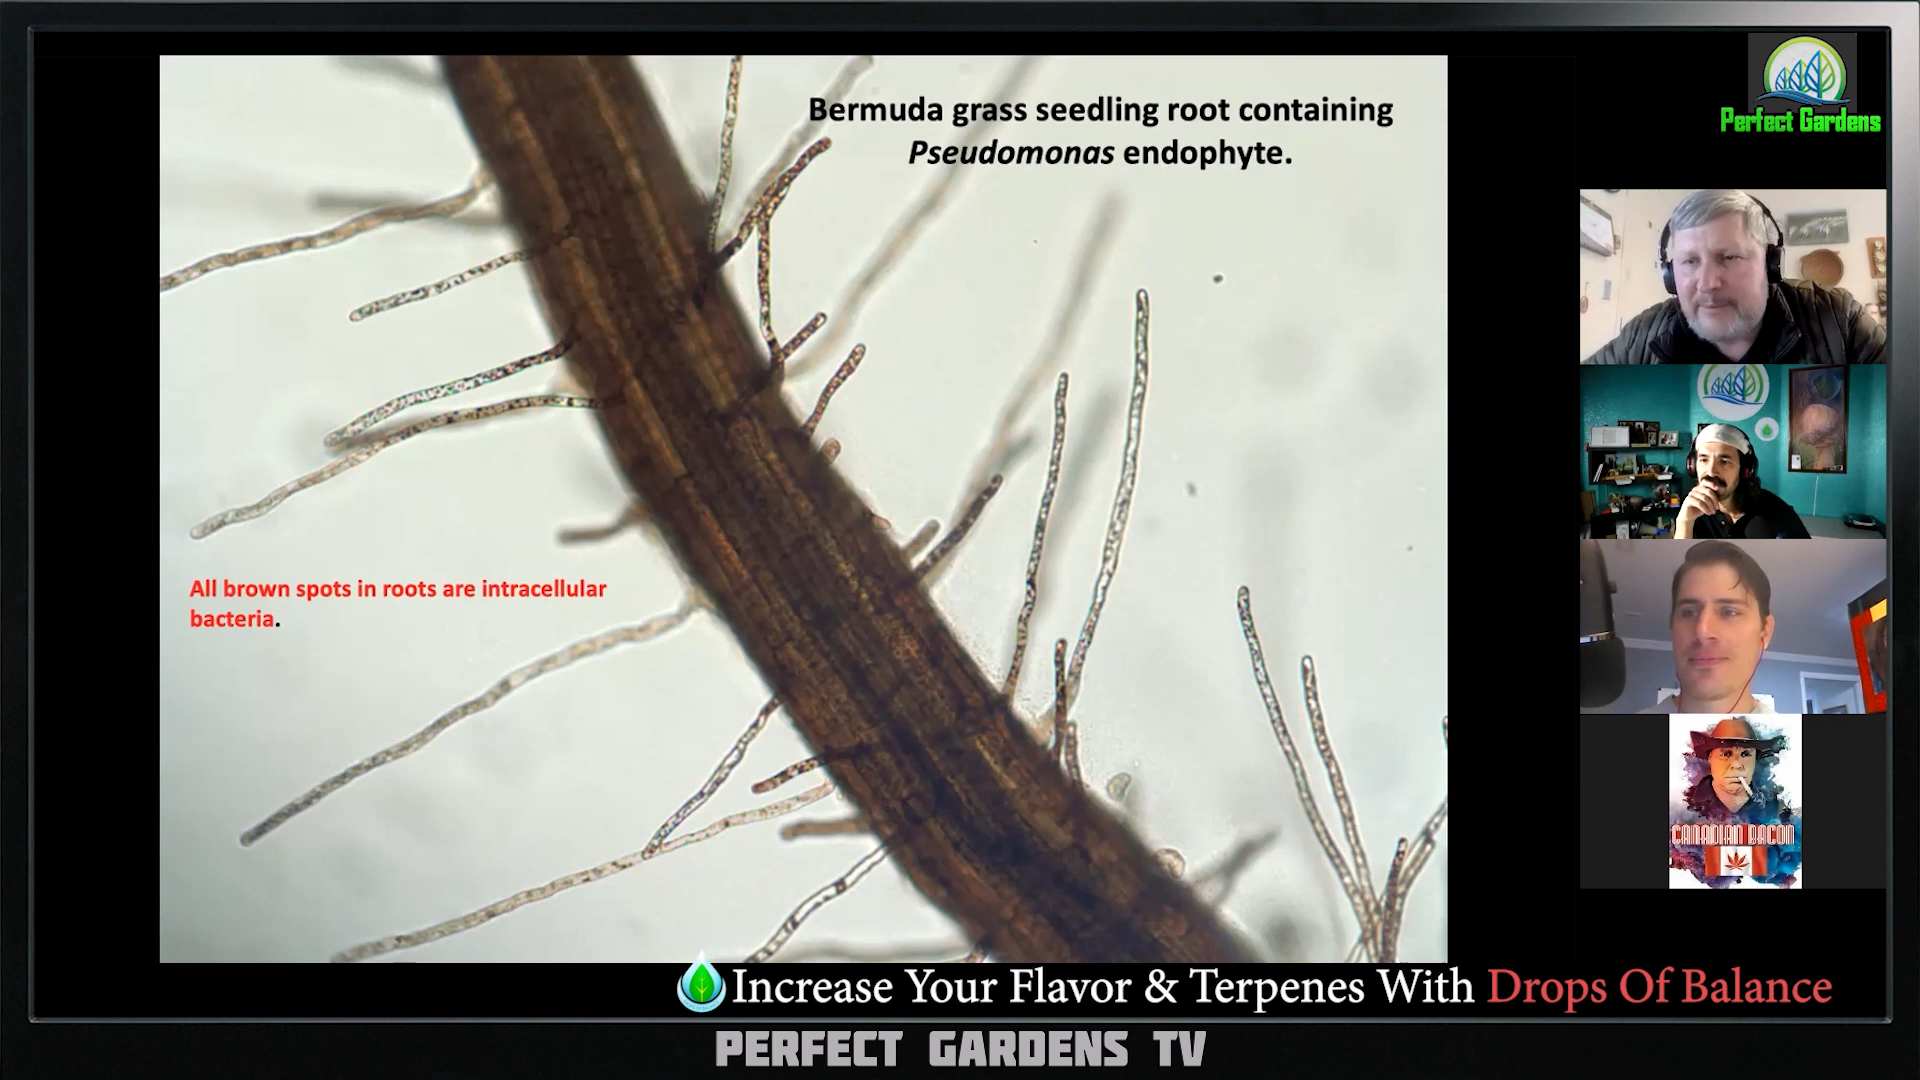 Perfect Gardens
Bermuda grass seedling root containing
Pseudomonas endophyte.
All brown spots in roots are intracellular
bacteria.
CANADIAN BACON
Increase Your Flavor & Terpenes With Drops Of Balance
PERFECT GARDENS TV